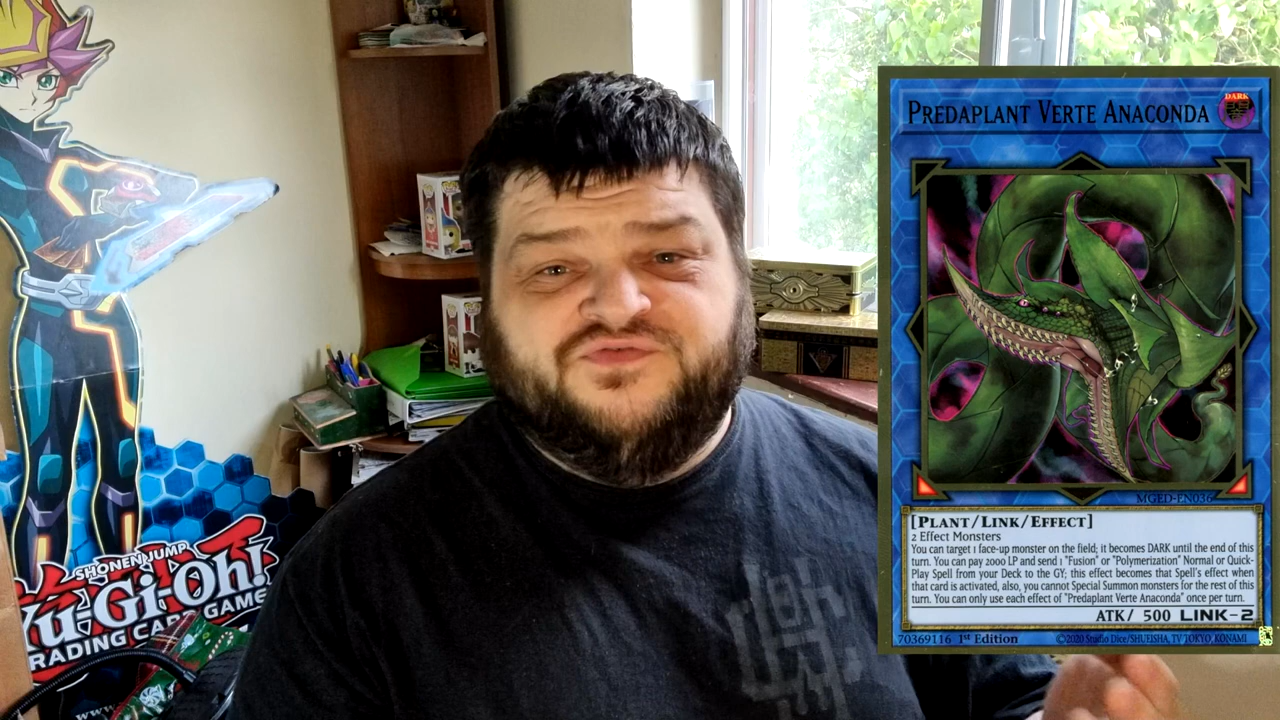 SHONEN JUMP
Yu-Gi-Oh!
TRADING CARD GAME
www.
PREDAPLANT VERTE ANACONDA
DARK
MGED-EN036
[PLANT/LINK/EFFECT]
2 Effect Monsters
You can target 1 face-up monster on the field; it becomes DARK until the end of this
turn. You can pay 2000 LP and send 1 "Fusion" or "Polymerization" Normal or Quick-
Play Spell from your Deck to the GY; this effect becomes that Spell's effect when
that card is activated, also, you cannot Special Summon monsters for the rest of this
turn. You can only use each effect of "Predaplant Verte Anaconda" once per turn.
ATK/ 500 LINK-2
70369116 1st Edition
©2020 Studio Dice/SHUEISHA, TV TOKYO, KONAMI